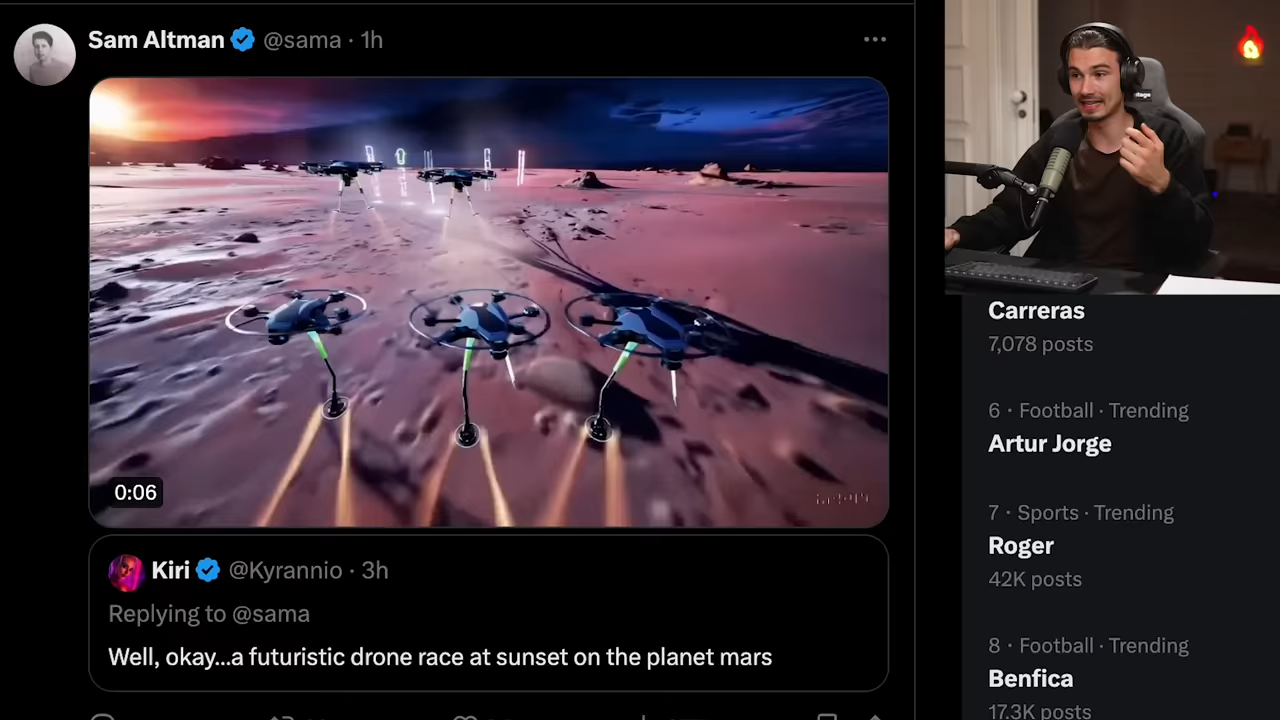 Sam Altman @sama · 1h
0:06
Kiri @Kyrannio · 3h
Replying to @sama
Well, okay...a futuristic drone race at sunset on the planet mars
Carreras
7,078 posts
6 · Football · Trending
Artur Jorge
7 · Sports · Trending
Roger
42K posts
8 · Football · Trending
Benfica
17.3K posts